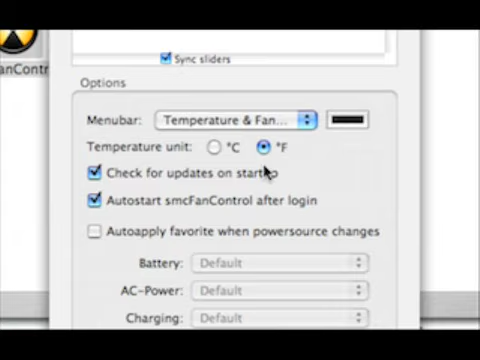 Sync sliders
Options
Menubar: Temperature & Fan...
Temperature unit: °C °F
Check for updates on startup
Autostart smcFanControl after login
Autoapply favorite when powersource changes
Battery: Default
AC-Power: Default
Charging: Default